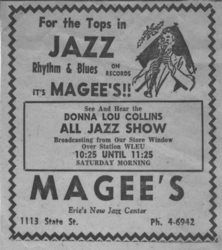 For the Tops in
JAZZ
Rhythm & Blues ON RECORDS
IT'S MAGEE'S!!
See And Hear the
DONNA LOU COLLINS
ALL JAZZ SHOW
Broadcasting from Our Store Window
Over Station WLEU
10:25 UNTIL 11:25
SATURDAY MORNING
MAGEE'S
Erie's New Jazz Center
1113 State St. Ph. 4-6942